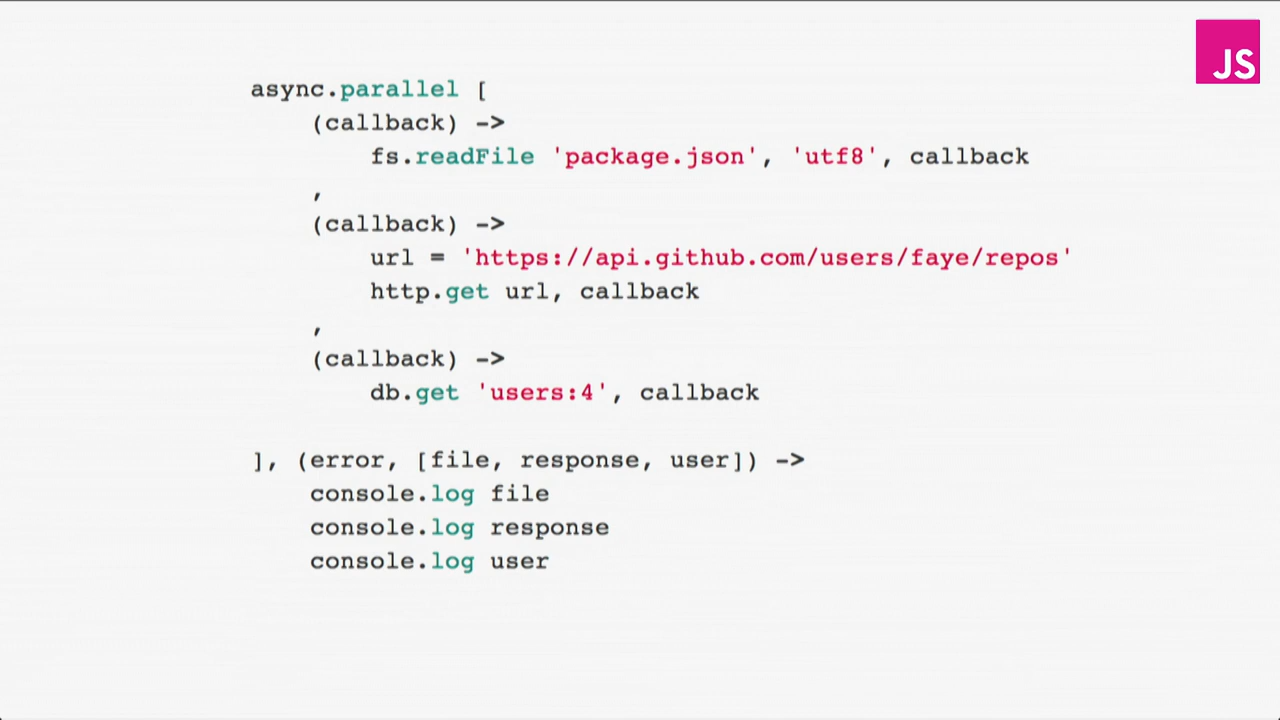 JS
async.parallel [
(callback) ->
fs.readFile 'package.json', 'utf8', callback
,
(callback) ->
url = 'https://api.github.com/users/faye/repos'
http.get url, callback
,
(callback) ->
db.get 'users:4', callback
], (error, [file, response, user]) ->
console.log file
console.log response
console.log user